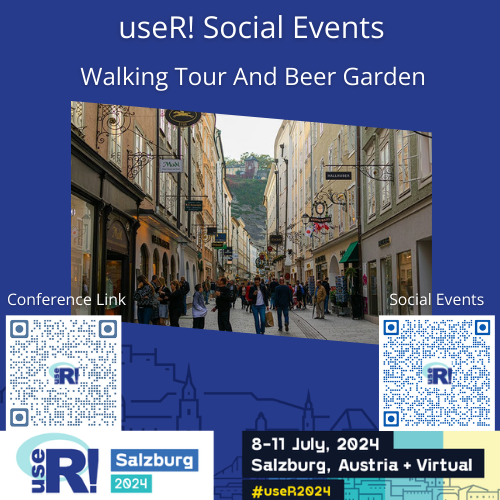 useR! Social Events
Walking Tour And Beer Garden
Conference Link
Social Events
R!
R!
useR!
Salzburg
2024
8-11 July, 2024
Salzburg, Austria + Virtual
#useR2024